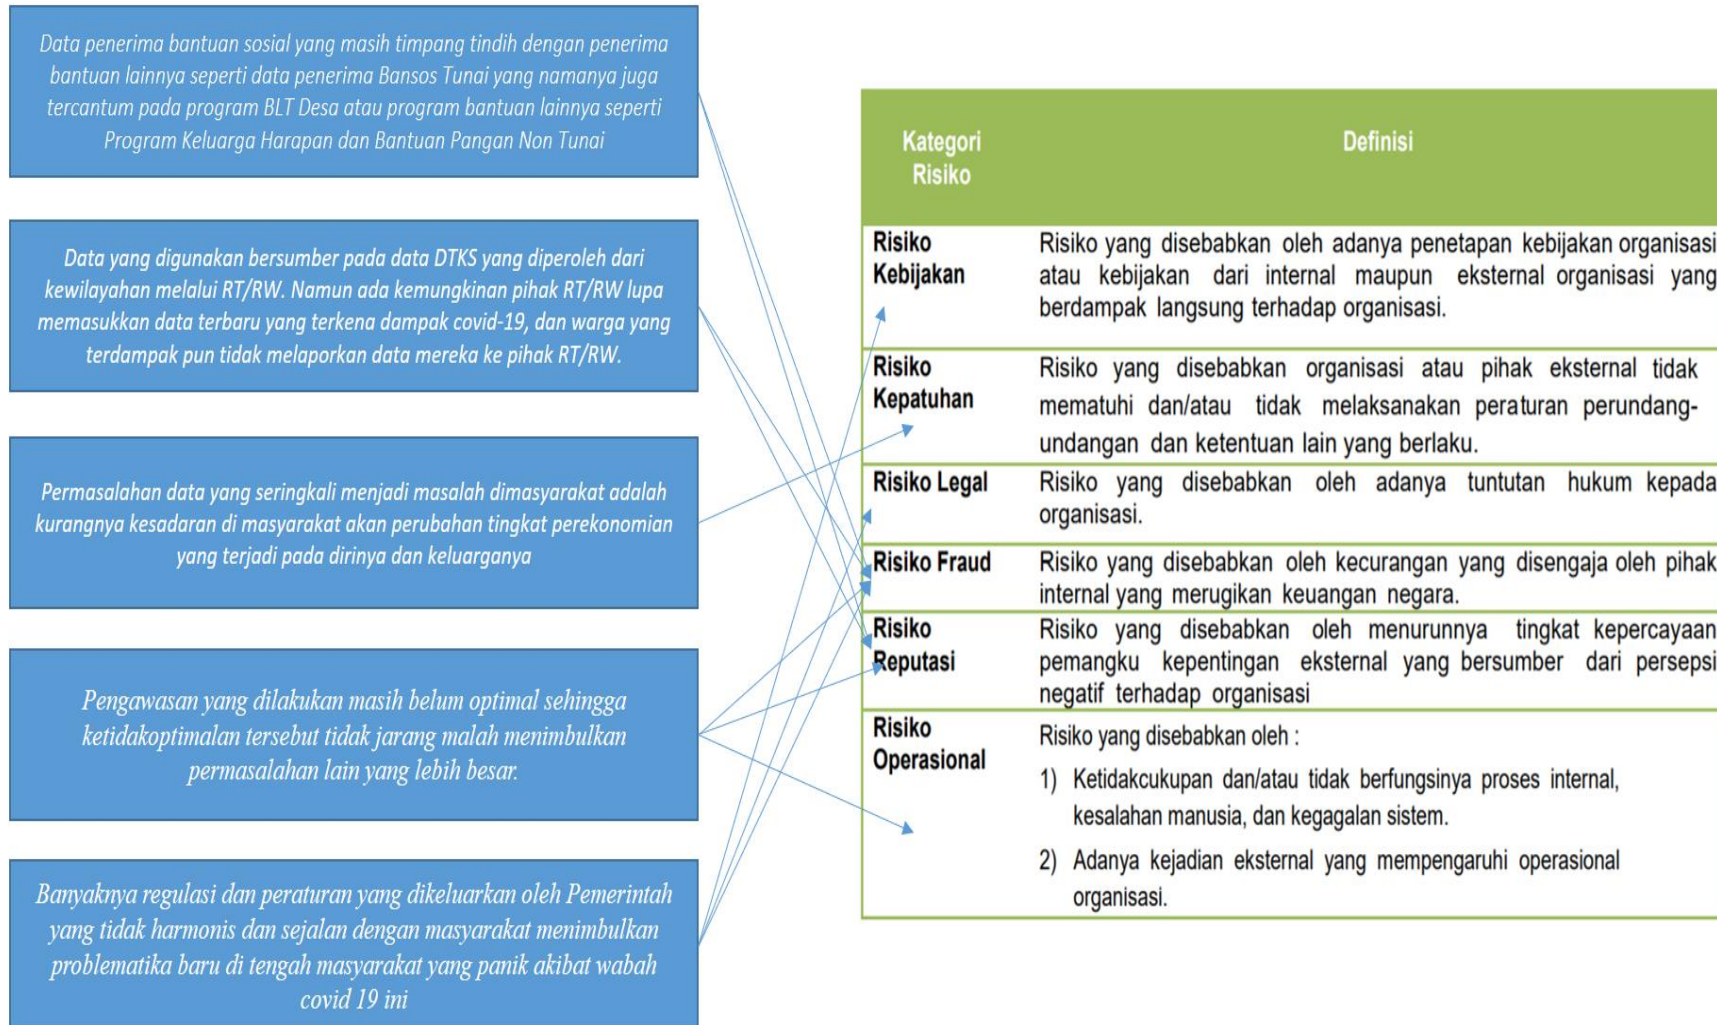 Data penerima bantuan sosial yang masih timpang tindih dengan penerima
bantuan lainnya seperti data penerima Bansos Tunai yang namanya juga
tercantum pada program BLT Desa atau program bantuan lainnya seperti
Program Keluarga Harapan dan Bantuan Pangan Non Tunai
Data yang digunakan bersumber pada data DTKS yang diperoleh dari
kewilayahan melalui RT/RW. Namun ada kemungkinan pihak RT/RW lupa
memasukkan data terbaru yang terkena dampak covid-19, dan warga yang
terdampak pun tidak melaporkan data mereka ke pihak RT/RW.
Permasalahan data yang seringkali menjadi masalah dimasyarakat adalah
kurangnya kesadaran di masyarakat akan perubahan tingkat perekonomian
yang terjadi pada dirinya dan keluarganya
Pengawasan yang dilakukan masih belum optimal sehingga
ketidakoptimalan tersebut tidak jarang malah menimbulkan
permasalahan lain yang lebih besar.
Banyaknya regulasi dan peraturan yang dikeluarkan oleh Pemerintah
yang tidak harmonis dan sejalan dengan masyarakat menimbulkan
problematika baru di tengah masyarakat yang panik akibat wabah
covid 19 ini
Kategori
Risiko
Definisi
Risiko
Kebijakan
Risiko yang disebabkan oleh adanya penetapan kebijakan organisasi
atau kebijakan dari internal maupun eksternal organisasi yang
berdampak langsung terhadap organisasi.
Risiko
Kepatuhan
Risiko yang disebabkan organisasi atau pihak eksternal tidak
mematuhi dan/atau tidak melaksanakan peraturan perundang-
undangan dan ketentuan lain yang berlaku.
Risiko Legal
Risiko yang disebabkan oleh adanya tuntutan hukum kepada
organisasi.
Risiko Fraud
Risiko yang disebabkan oleh kecurangan yang disengaja oleh pihak
internal yang merugikan keuangan negara.
Risiko
Reputasi
Risiko yang disebabkan oleh menurunnya tingkat kepercayaan
pemangku kepentingan eksternal yang bersumber dari persepsi
negatif terhadap organisasi
Risiko
Operasional
Risiko yang disebabkan oleh :
1) Ketidakcukupan dan/atau tidak berfungsinya proses internal,
kesalahan manusia, dan kegagalan sistem.
2) Adanya kejadian eksternal yang mempengaruhi operasional
organisasi.